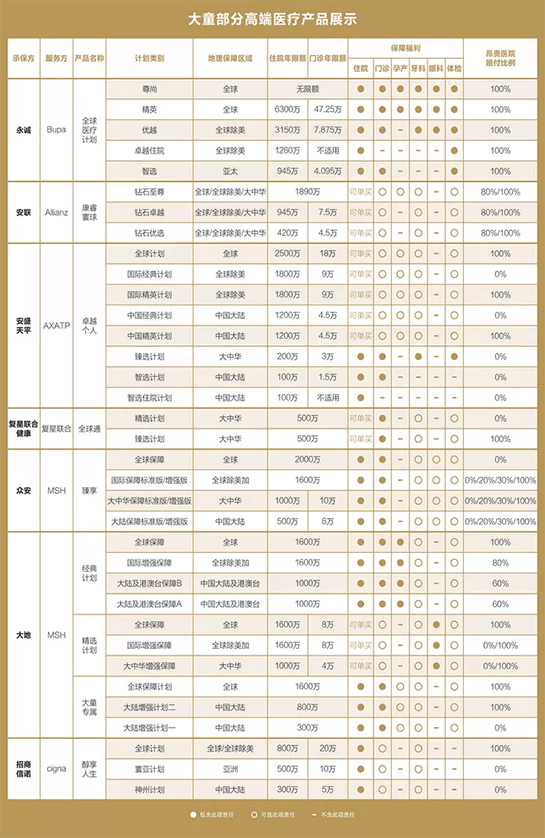 大童部分高端医疗产品展示
承保方 服务方 产品名称 计划类别 地理保障区域 住院年限额 门诊年限额 保障福利 昂贵医院赔付比例
住院 门诊 孕产 牙科 眼科 体检
永诚 Bupa 全球医疗计划
尊尚 全球 无限额 ● ● ● ● ● ● 100%
精英 全球 6300万 47.25万 ● ● ● ● ● ● 100%
优越 全球除美 3150万 7.875万 ● ● – ● ● ● 100%
卓越住院 全球除美 1260万 不适用 ● – – – – ● 100%
智选 亚太 945万 4.095万 ● ● – – – ● 100%
安联 Allianz 康睿寰球
钻石至尊 全球/全球除美/大中华 1890万 可单买 ○ ○ ○ – ○ 80%/100%
钻石卓越 全球/全球除美/大中华 945万 7.5万 可单买 ○ – ○ – ○ 80%/100%
钻石优选 全球/全球除美/大中华 420万 4.5万 可单买 ○ – ○ – ○ 80%/100%
安盛天平 AXATP 卓越个人
全球计划 全球 2500万 18万 可单买 ○ ○ ○ – ○ 100%
国际经典计划 全球除美 1800万 9万 可单买 ○ ○ ○ – ○ 0%
国际精英计划 全球除美 1800万 9万 可单买 ○ ○ ○ – ○ 100%
中国经典计划 中国大陆 1200万 4.5万 可单买 ○ ○ ○ – ○ 0%
中国精英计划 中国大陆 1200万 4.5万 可单买 ○ ○ ○ – ○ 100%
臻选计划 大中华 200万 3万 ● ● – ● – ● 0%
智选计划 中国大陆 100万 1.5万 ● ● – – – – 0%
智选住院计划 中国大陆 100万 不适用 ● – – – – – 0%
复星联合健康 复星联合 全球通
精选计划 大中华 500万 可单买 ● – ○ – ○ 0%
臻选计划 大中华 500万 可单买 ● – ○ – ○ 100%
众安 MSH 臻享
全球保障 全球 2000万 ● ● – ○ ○ ○ 0%
国际保障标准版/增强版 全球除美加 1600万 ● ● – ○ ○ ○ 0%/20%/30%/100%
大中华保障标准版/增强版 大中华 1000万 10万 ● ● – ○ ○ ○ 0%/20%/30%/100%
大陆保障标准版/增强版 中国大陆 500万 6万 ● ● – ○ ○ ○ 0%/20%/30%/100%
大地 MSH 经典计划
全球保障 全球 1600万 ● ● ● ○ – ○ 100%
国际增强保障 全球除美加 1600万 ● ● ● ○ – ○ 80%
大陆及港澳台保障B 中国大陆及港澳台 1000万 ● ● ● ○ – ○ 60%
大陆及港澳台保障A 中国大陆及港澳台 1000万 ● ● ● ○ – ○ 60%
精选计划
全球保障 全球 1600万 8万 可单买 ○ – ○ ● ○ 100%
国际增强保障 全球除美加 1600万 8万 可单买 ○ – ○ ● ○ 0%/100%
大中华增强保障 大中华 1000万 4万 可单买 ○ – ○ ● ○ 0%/100%
大童专属
全球保障计划 全球 1600万 ● ● ○ ○ – ○ 100%
大陆增强计划二 中国大陆 800万 ● ● ○ ○ – ○ 100%
大陆增强计划一 中国大陆 300万 ● ● ○ ○ – ○ 0%
招商信诺 cigna 醇享人生
全球计划 全球/全球除美 800万 20万 ● ○ – ○ – ○ 100%
寰亚计划 亚洲 500万 10万 ● ○ – ○ – ○ 0%
神州计划 中国大陆 300万 5万 ● ○ – ○ – ○ 100%
● 包含此项责任 ○ 可选此项责任 – 不含此项责任